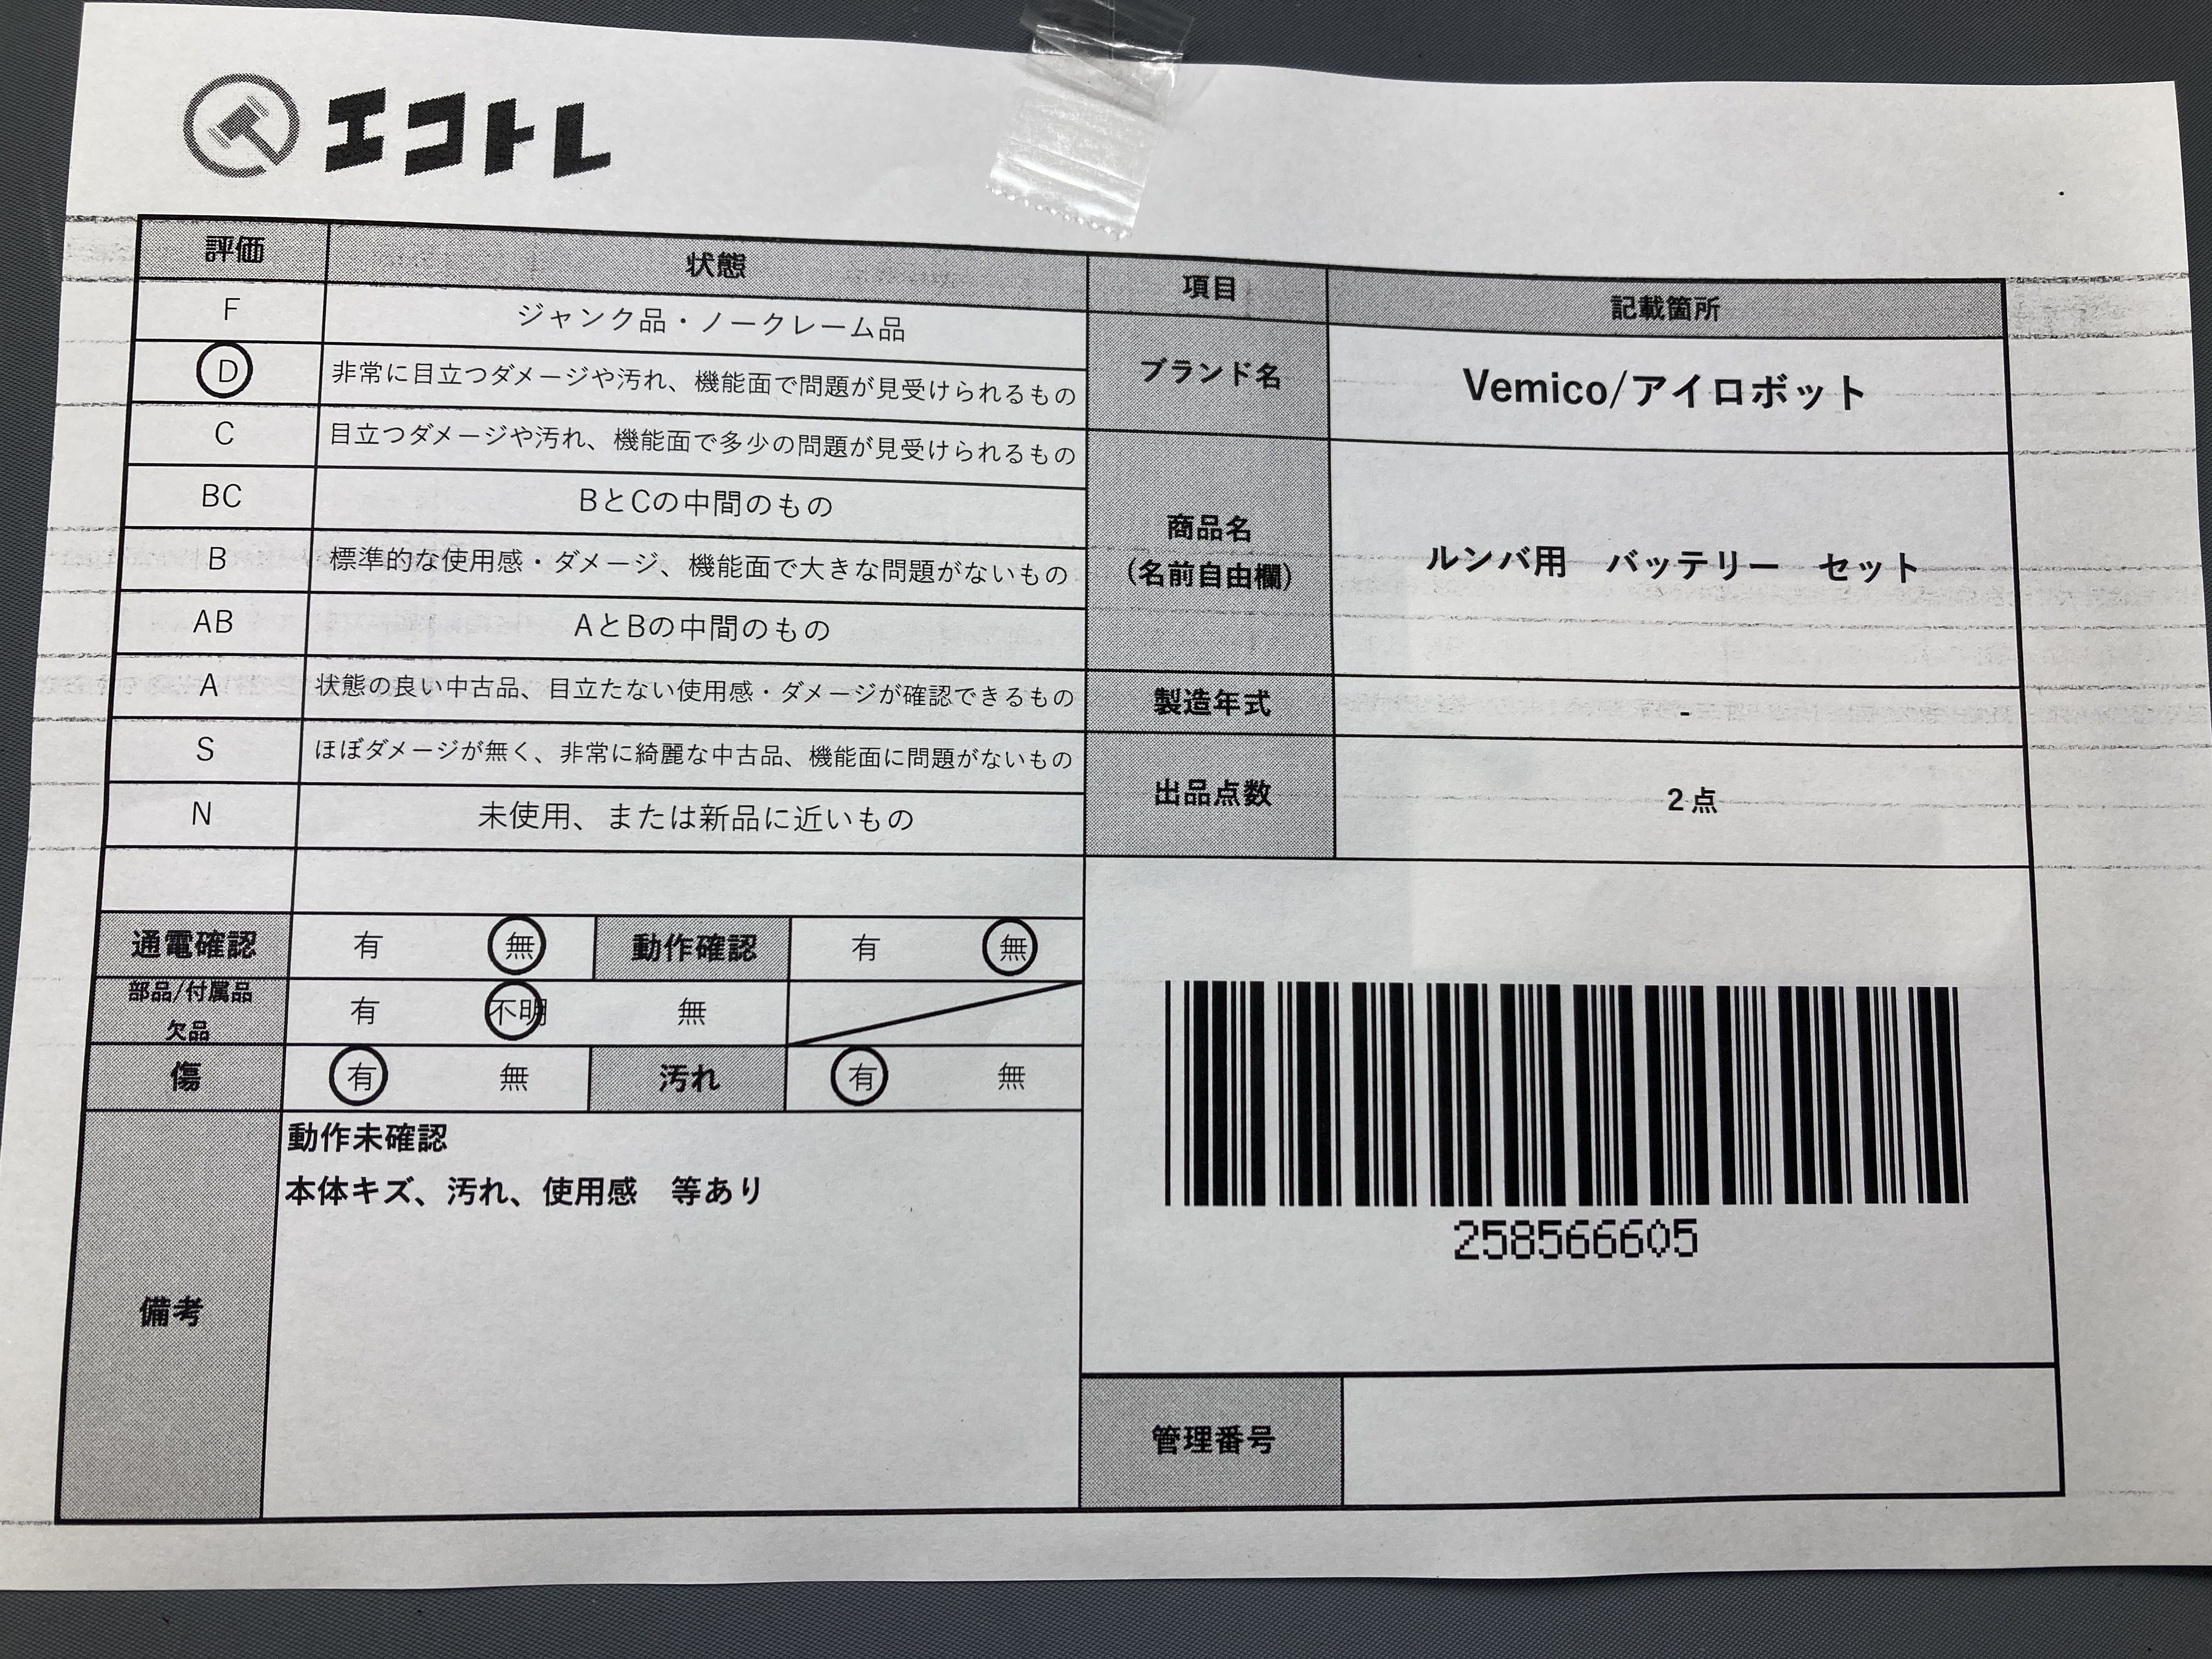 エコトレ
評価 状態
F ジャンク品・ノークレーム品
D 非常に目立つダメージや汚れ、機能面で問題が見受けられるもの
C 目立つダメージや汚れ、機能面で多少の問題が見受けられるもの
BC BとCの中間のもの
B 標準的な使用感・ダメージ、機能面で大きな問題がないもの
AB AとBの中間のもの
A 状態の良い中古品、目立たない使用感・ダメージが確認できるもの
S ほぼダメージが無く、非常に綺麗な中古品、機能面に問題がないもの
N 未使用、または新品に近いもの
通電確認 有 無 動作確認 有 無
部品/付属品
欠品 有 不明 無
傷 有 無 汚れ 有 無
備考
動作未確認
本体キズ、汚れ、使用感 等あり
項目 記載箇所
ブランド名 Vemico/アイロボット
商品名
(名前自由欄)
ルンバ用 バッテリー セット
製造年式 -
出品点数 2点
258566605
管理番号